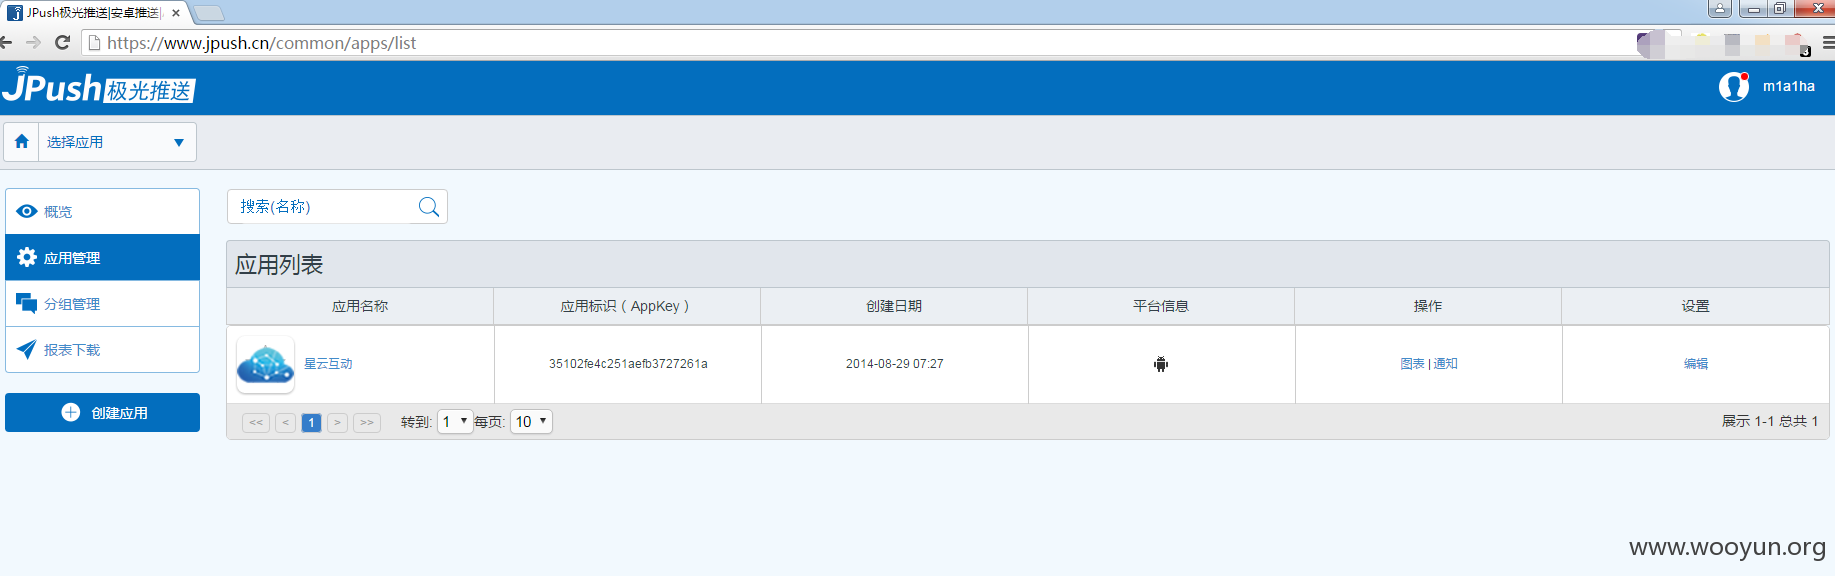 JPush极光推送|安卓推送|
https://www.jpush.cn/common/apps/list
JPush极光推送
m1a1ha
选择应用
概览
应用管理
分组管理
报表下载
创建应用
搜索(名称)
应用列表
应用名称 应用标识（AppKey） 创建日期 平台信息 操作 设置
星云互动 35102fe4c251aefb3727261a 2014-08-29 07:27 图表 | 通知 编辑
<< < 1 > >> 转到: 1 每页: 10 展示 1-1 总共 1
www.wooyun.org